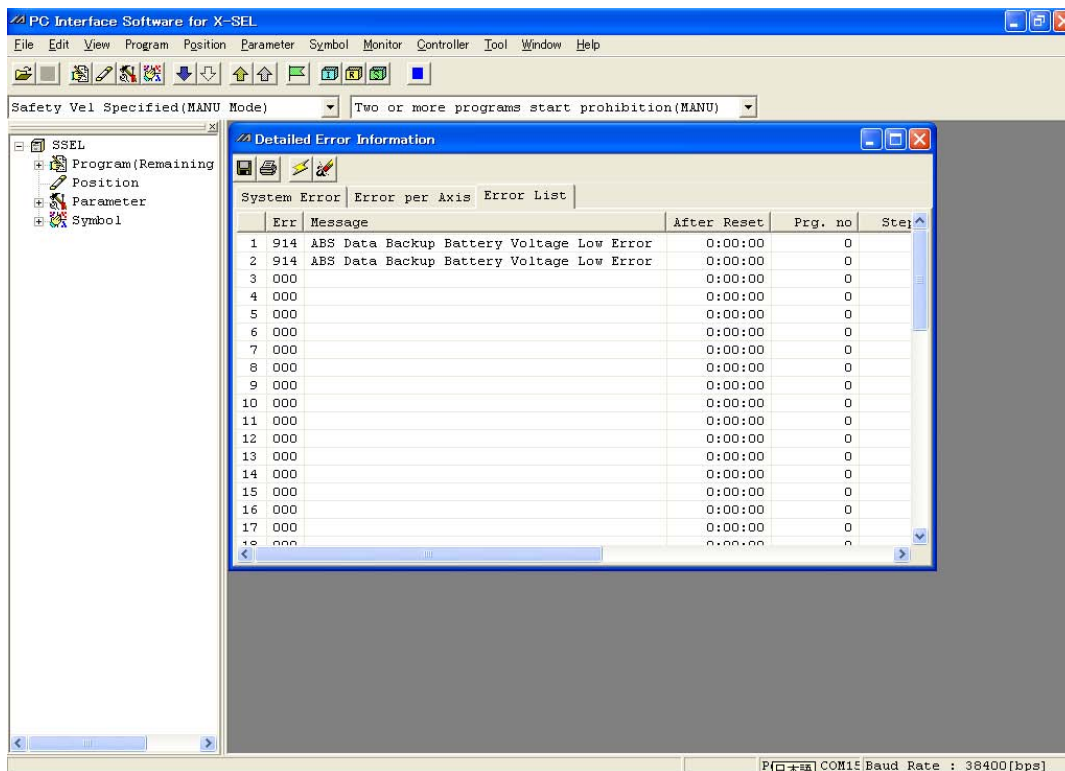 PC Interface Software for X-SEL
File Edit View Program Position Parameter Symbol Monitor Controller Tool Window Help
Safety Vel Specified(MANU Mode) Two or more programs start prohibition(MANU)
SSEL
Program(Remaining
Position
Parameter
Symbol
Detailed Error Information
System Error Error per Axis Error List
Err Message After Reset Prg. no Step
1 914 ABS Data Backup Battery Voltage Low Error 0:00:00 0
2 914 ABS Data Backup Battery Voltage Low Error 0:00:00 0
3 000 0:00:00 0
4 000 0:00:00 0
5 000 0:00:00 0
6 000 0:00:00 0
7 000 0:00:00 0
8 000 0:00:00 0
9 000 0:00:00 0
10 000 0:00:00 0
11 000 0:00:00 0
12 000 0:00:00 0
13 000 0:00:00 0
14 000 0:00:00 0
15 000 0:00:00 0
16 000 0:00:00 0
17 000 0:00:00 0
18 000 0:00:00 0
COM15 Baud Rate : 38400[bps]